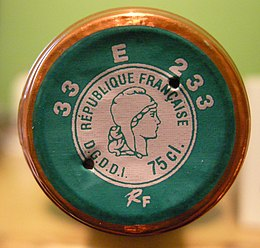 33 E 233
RÉPUBLIQUE FRANÇAISE
D.G.D.D.I. 75 cl.
RF